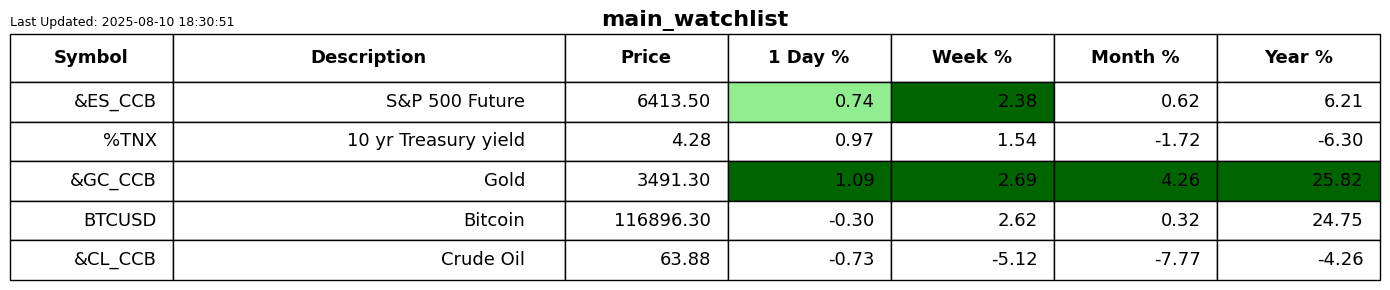 main_watchlist
Last Updated: 2025-08-10 18:30:51
Symbol Description Price 1 Day % Week % Month % Year %
&ES_CCB S&P 500 Future 6413.50 0.74 2.38 0.62 6.21
%TNX 10 yr Treasury yield 4.28 0.97 1.54 -1.72 -6.30
&GC_CCB Gold 3491.30 1.09 2.69 4.26 25.82
BTCUSD Bitcoin 116896.30 -0.30 2.62 0.32 24.75
&CL_CCB Crude Oil 63.88 -0.73 -5.12 -7.77 -4.26